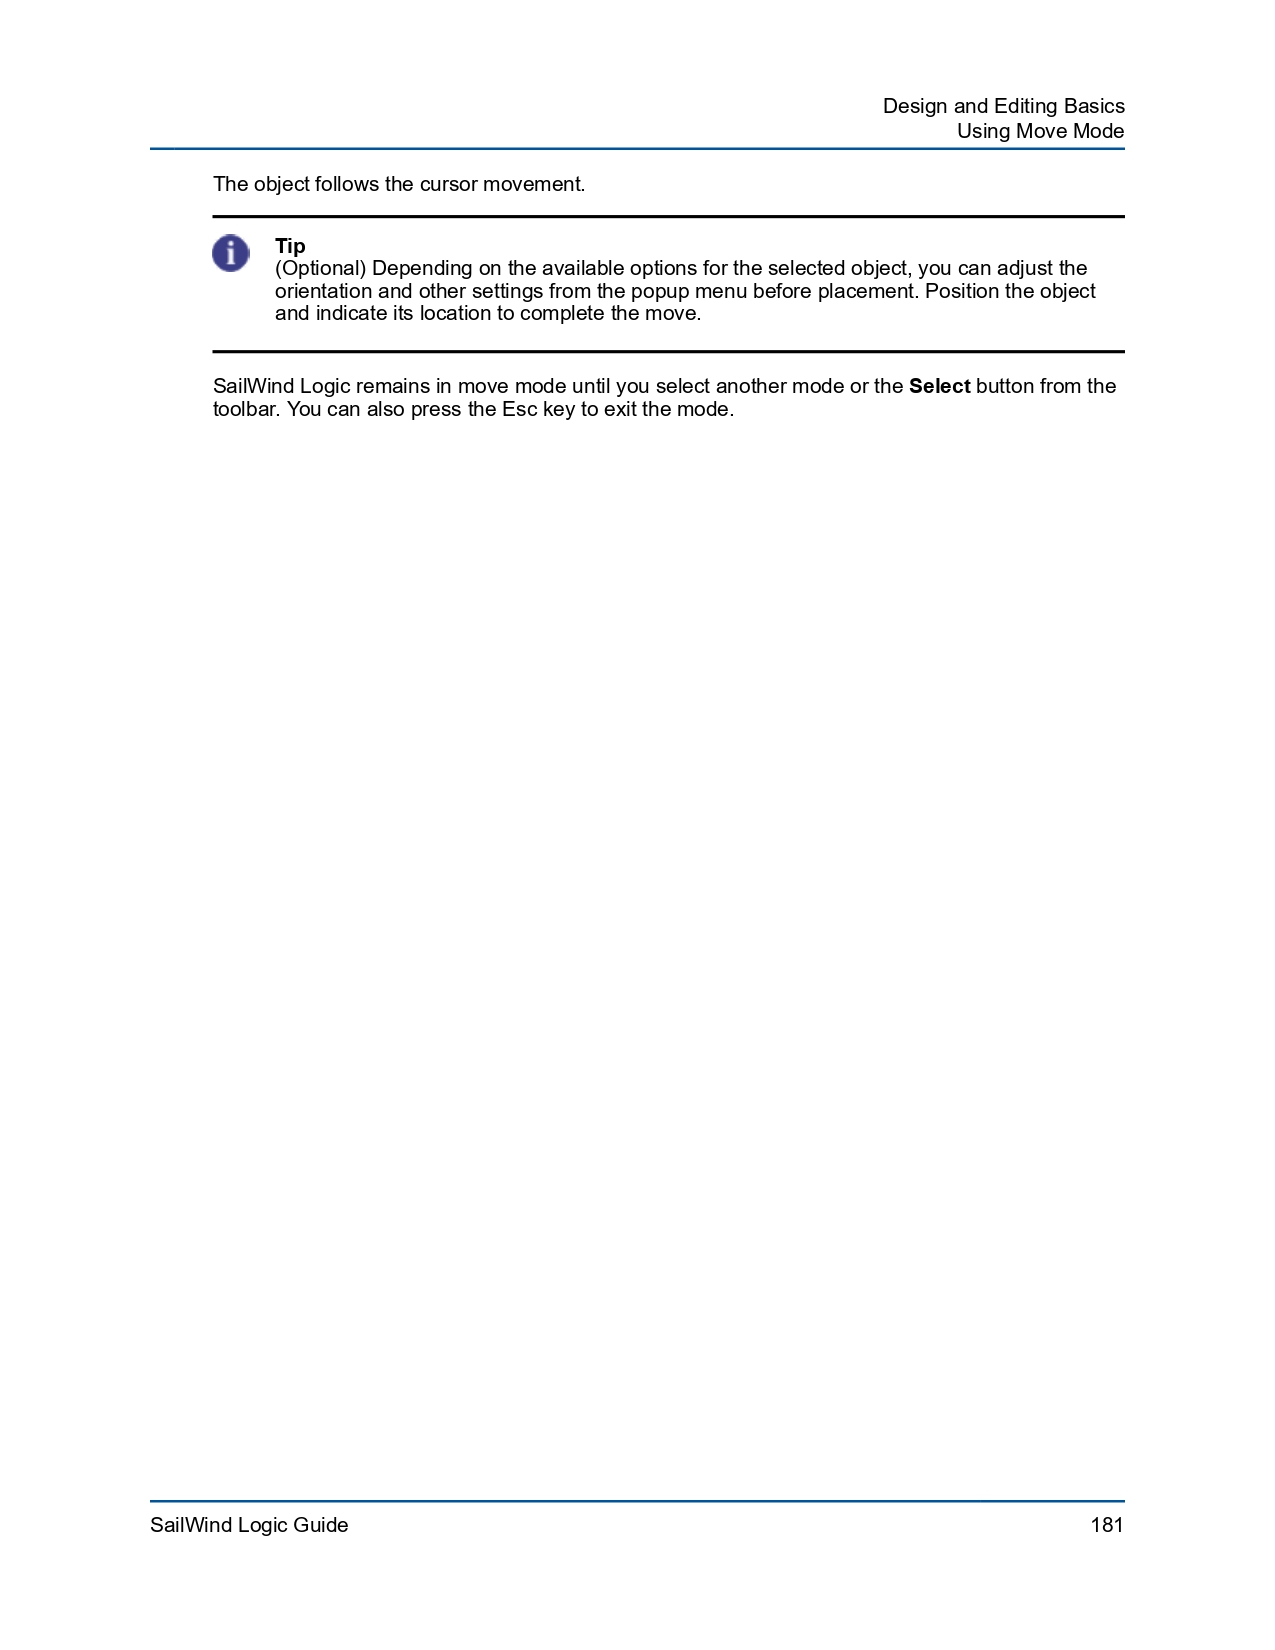 Design and Editing Basics
Using Move Mode
The object follows the cursor movement.
Tip
(Optional) Depending on the available options for the selected object, you can adjust the
orientation and other settings from the popup menu before placement. Position the object
and indicate its location to complete the move.
SailWind Logic remains in move mode until you select another mode or the Select button from the
toolbar. You can also press the Esc key to exit the mode.
SailWind Logic Guide
181